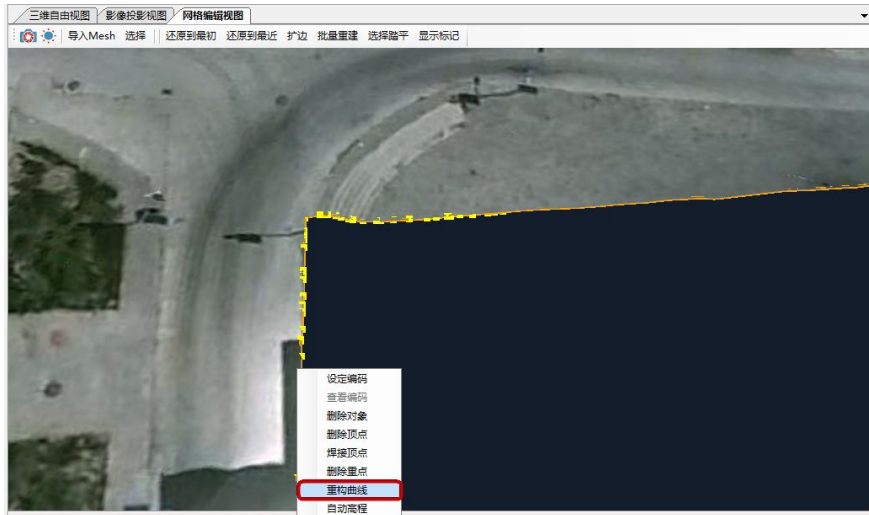 三维自由视图 影像投影视图 网格编辑视图
导入Mesh 选择 还原到最初 还原到最近 扩边 批量重建 选择踏平 显示标记
设定编码
查看编码
删除对象
删除顶点
焊接顶点
删除重点
重构曲线
自动高程